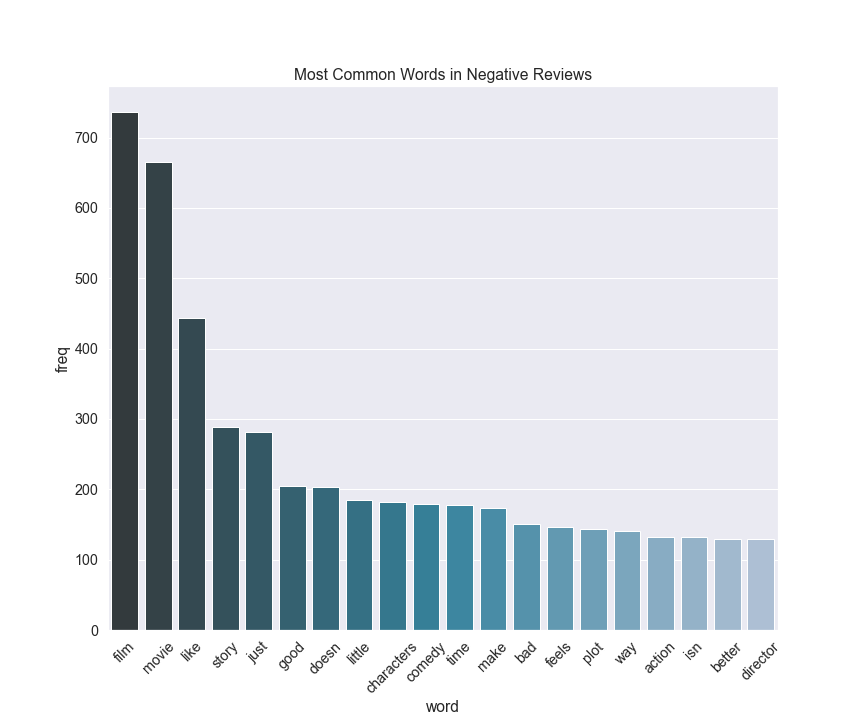 Most Common Words in Negative Reviews
700
600
500
400
300
200
100
0
freq
film
movie
like
story
just
good
doesn
little
characters
comedy
time
make
bad
feels
plot
way
action
isn
better
director
word